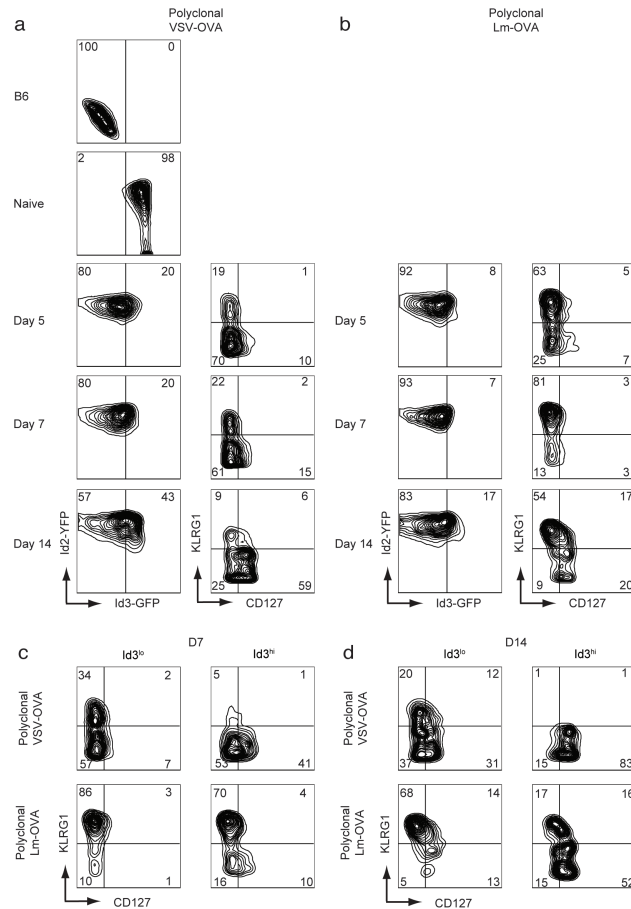 a
Polyclonal
VSV-OVA
b
Polyclonal
Lm-OVA
B6
100 0
Naive
2 98
Day 5
80 20
19 1
70 10
Day 5
92 8
63 5
25 7
Day 7
80 20
22 2
61 15
Day 7
93 7
81 3
13 3
Day 14
57 43
9 6
25 59
Id2-YFP
Id3-GFP
KLRG1
CD127
Day 14
83 17
54 17
9 20
Id2-YFP
Id3-GFP
KLRG1
CD127
c
D7
Id3lo Id3hi
Polyclonal
VSV-OVA
34 2
57 7
5 1
53 41
Polyclonal
Lm-OVA
86 3
10 1
70 4
16 10
KLRG1
CD127
d
D14
Id3lo Id3hi
Polyclonal
VSV-OVA
20 12
37 31
1 1
15 83
Polyclonal
Lm-OVA
68 14
5 13
17 16
15 52
KLRG1
CD127